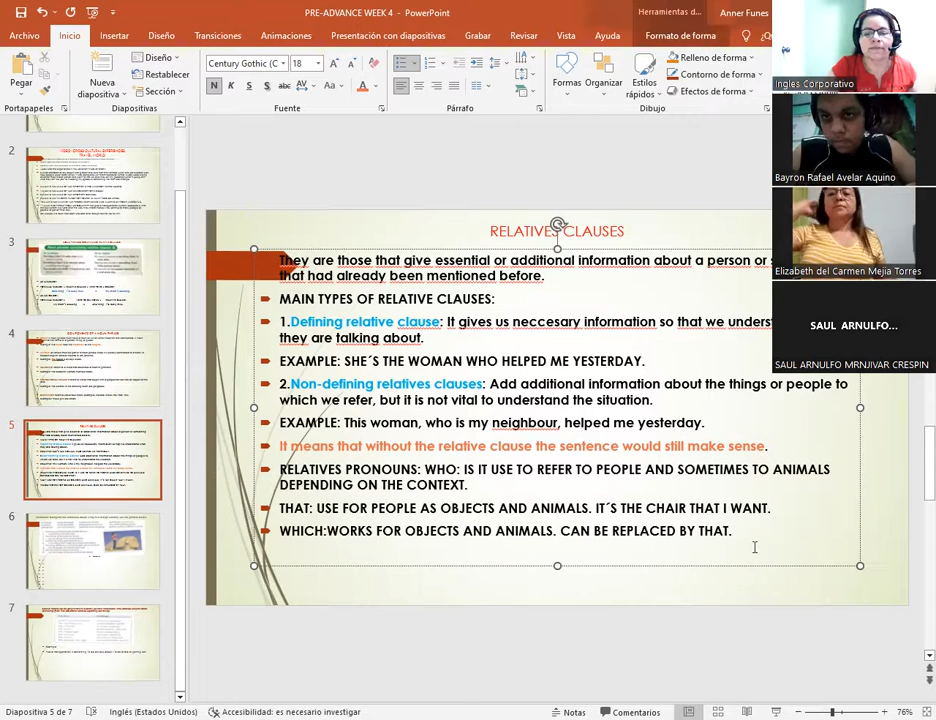 PRE-ADVANCE WEEK 4 - PowerPoint
Herramientas d...
Anner Funes
Archivo Inicio Insertar Diseño Transiciones Animaciones Presentación con diapositivas Grabar Revisar Vista Ayuda Formato de forma
Pegar
Nueva diapositiva
Diseño
Restablecer
Sección
Century Gothic (C 18
N K S abc AV Aa A
Formas Organizar Estilos rápidos
Relleno de forma
Contorno de forma
Efectos de forma
Portapapeles Diapositivas Fuente Párrafo Dibujo
Ingles Corporativo
Bayron Rafael Avelar Aquino
Elizabeth del Carmen Mejia Torres
SAUL ARNULFO...
SAUL ARNULFO MRNJIVAR CRESPIN
2
3
4
5
6
7
RELATIVES CLAUSES
They are those that give essential or additional information about a person or s
that had already been mentioned before.
MAIN TYPES OF RELATIVE CLAUSES:
1.Defining relative clause: It gives us neccesary information so that we underst
they are talking about.
EXAMPLE: SHE´S THE WOMAN WHO HELPED ME YESTERDAY.
2.Non-defining relatives clauses: Add additional information about the things or people to
which we refer, but it is not vital to understand the sentence.
EXAMPLE: This woman, who is my neighbour, helped me yesterday.
It means that without the relative clause the sentence would still make sense.
RELATIVES PRONOUNS: WHO: IS IT USE TO REFER TO PEOPLE AND SOMETIMES TO ANIMALS
DEPENDING ON THE CONTEXT.
THAT: USE FOR PEOPLE AS OBJECTS AND ANIMALS. IT´S THE CHAIR THAT I WANT.
WHICH:WORKS FOR OBJECTS AND ANIMALS. CAN BE REPLACED BY THAT.
Diapositiva 5 de 7 Inglés (Estados Unidos) Accesibilidad: es necesario investigar Notas Comentarios 76%